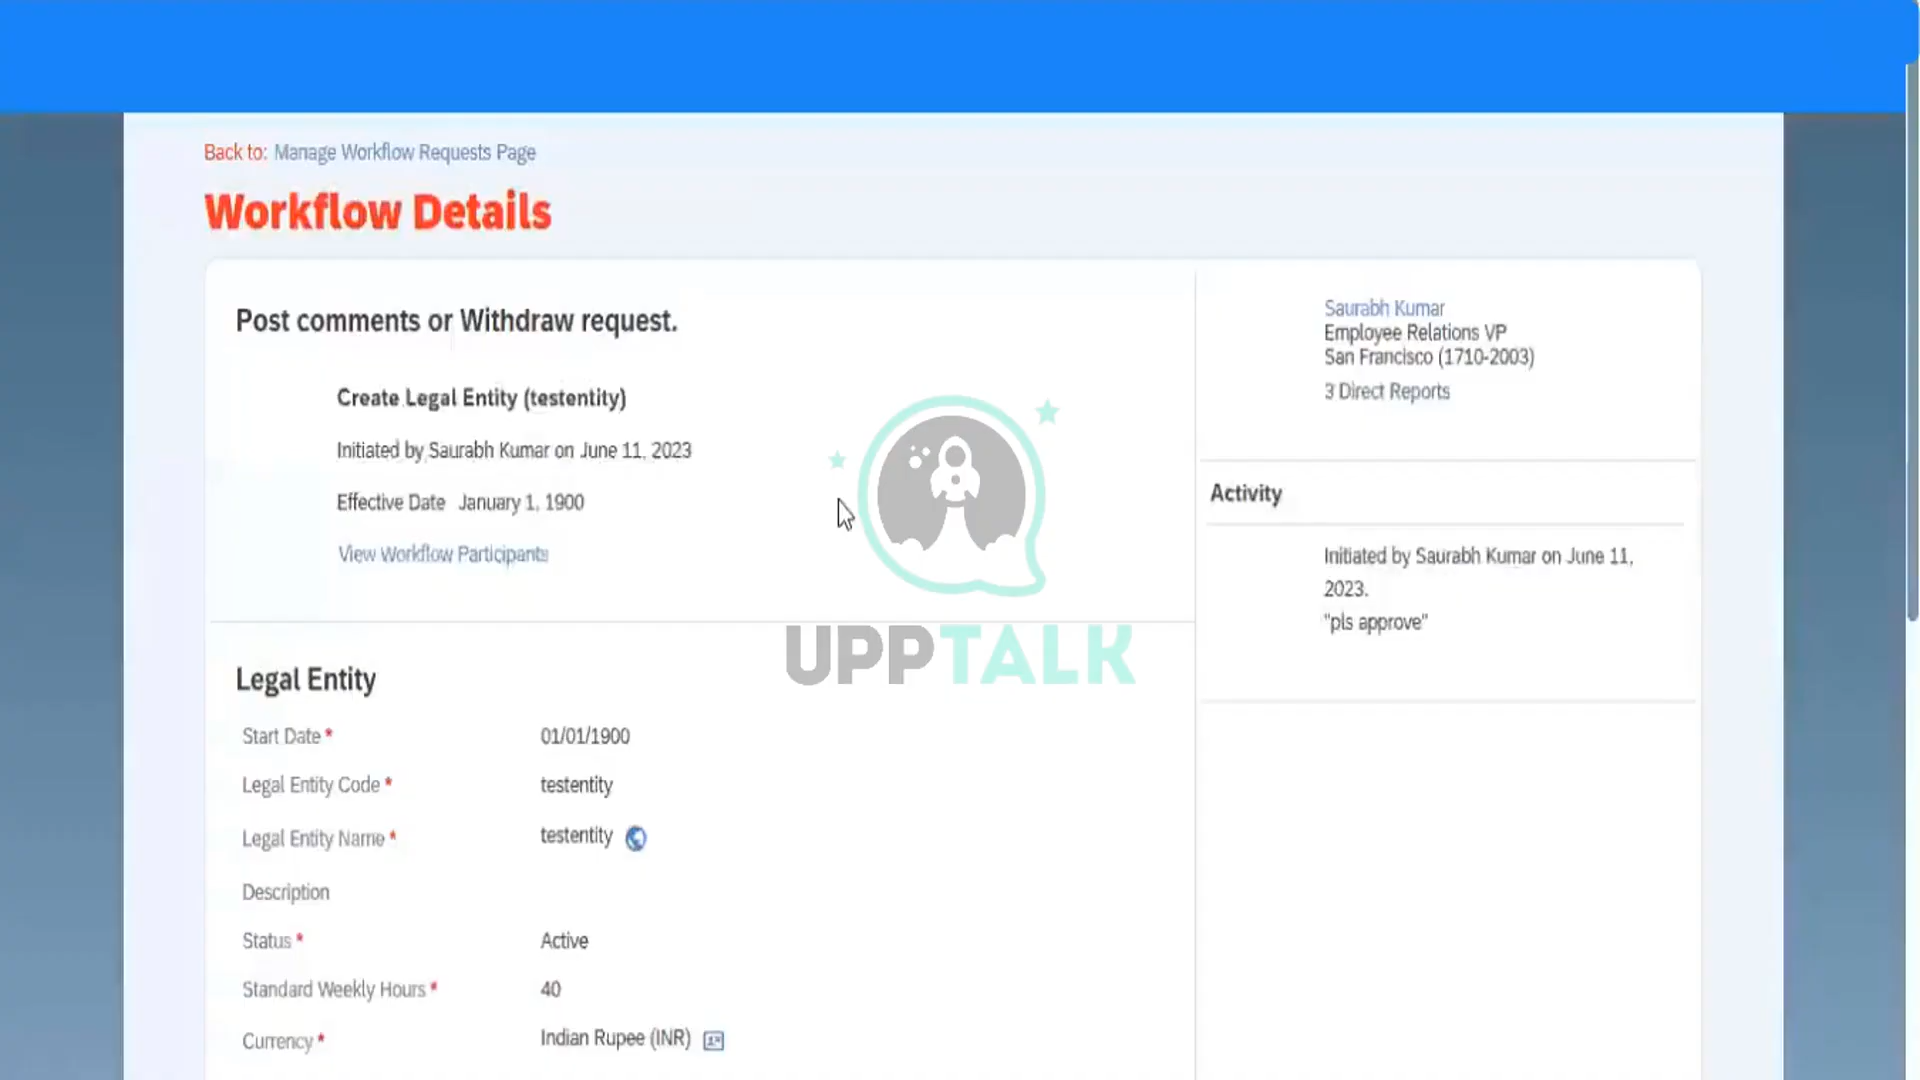 Back to: Manage Workflow Requests Page
Workflow Details
Post comments or Withdraw request.
Create Legal Entity (testentity)
Initiated by Saurabh Kumar on June 11, 2023
Effective Date January 1, 1900
View Workflow Participants
Legal Entity
Start Date * 01/01/1900
Legal Entity Code * testentity
Legal Entity Name * testentity
Description
Status * Active
Standard Weekly Hours * 40
Currency * Indian Rupee (INR)
Saurabh Kumar
Employee Relations VP
San Francisco (1710-2003)
3 Direct Reports
Activity
Initiated by Saurabh Kumar on June 11,
2023.
"pls approve"
UPPTALK